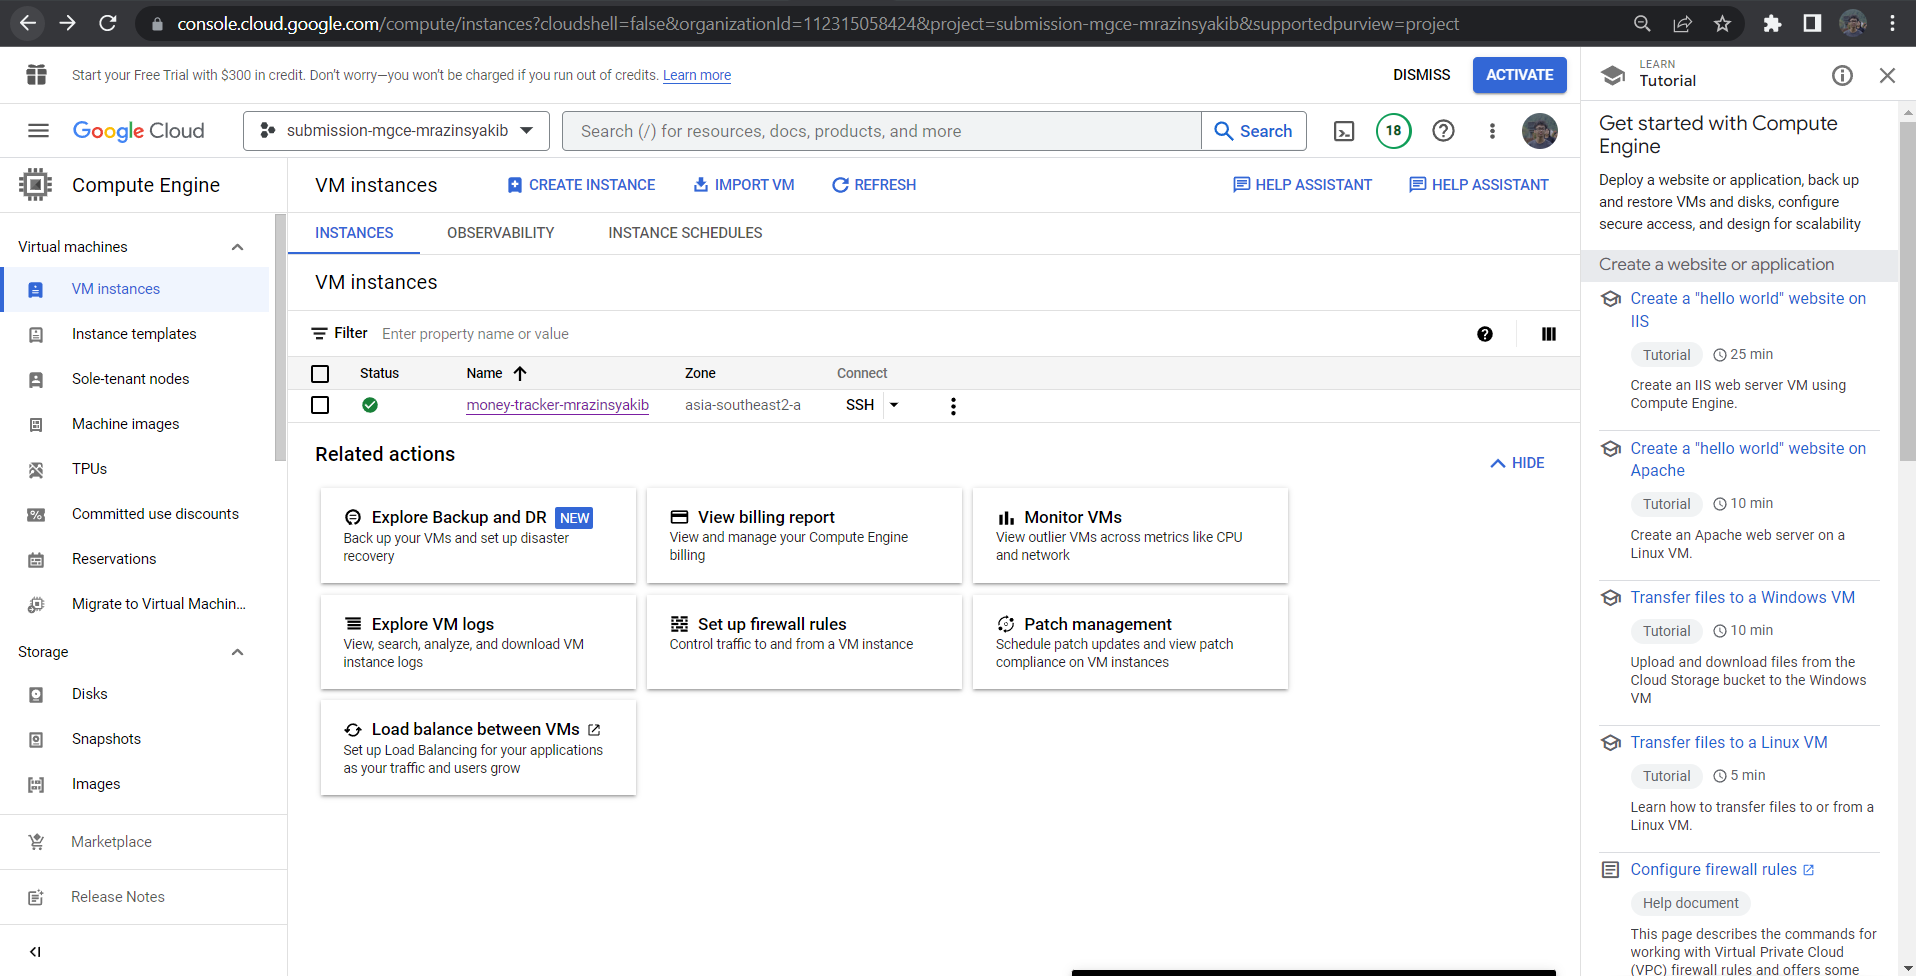 console.cloud.google.com/compute/instances?cloudshell=false&organizationId=112315058424&project=submission-mgce-mrazinsyakib&supportedpurview=project
Start your Free Trial with $300 in credit. Don't worry—you won't be charged if you run out of credits. Learn more
DISMISS
ACTIVATE
Google Cloud
submission-mgce-mrazinsyakib
Search (/) for resources, docs, products, and more
Search
18
Compute Engine
Virtual machines
VM instances
Instance templates
Sole-tenant nodes
Machine images
TPUs
Committed use discounts
Reservations
Migrate to Virtual Machin...
Storage
Disks
Snapshots
Images
Marketplace
Release Notes
VM instances
CREATE INSTANCE
IMPORT VM
REFRESH
HELP ASSISTANT
HELP ASSISTANT
INSTANCES
OBSERVABILITY
INSTANCE SCHEDULES
VM instances
Filter
Enter property name or value
Status
Name
Zone
Connect
money-tracker-mrazinsyakib
asia-southeast2-a
SSH
Related actions
HIDE
Explore Backup and DR
NEW
Back up your VMs and set up disaster
recovery
View billing report
View and manage your Compute Engine
billing
Monitor VMs
View outlier VMs across metrics like CPU
and network
Explore VM logs
View, search, analyze, and download VM
instance logs
Set up firewall rules
Control traffic to and from a VM instance
Patch management
Schedule patch updates and view patch
compliance on VM instances
Load balance between VMs
Set up Load Balancing for your applications
as your traffic and users grow
LEARN
Tutorial
Get started with Compute
Engine
Deploy a website or application, back up
and restore VMs and disks, configure
secure access, and design for scalability
Create a website or application
Create a "hello world" website on
IIS
Tutorial
25 min
Create an IIS web server VM using
Compute Engine.
Create a "hello world" website on
Apache
Tutorial
10 min
Create an Apache web server on a
Linux VM.
Transfer files to a Windows VM
Tutorial
10 min
Upload and download files from the
Cloud Storage bucket to the Windows
VM
Transfer files to a Linux VM
Tutorial
5 min
Learn how to transfer files to or from a
Linux VM.
Configure firewall rules
Help document
This page describes the commands for
working with Virtual Private Cloud
(VPC) firewall rules and offers some